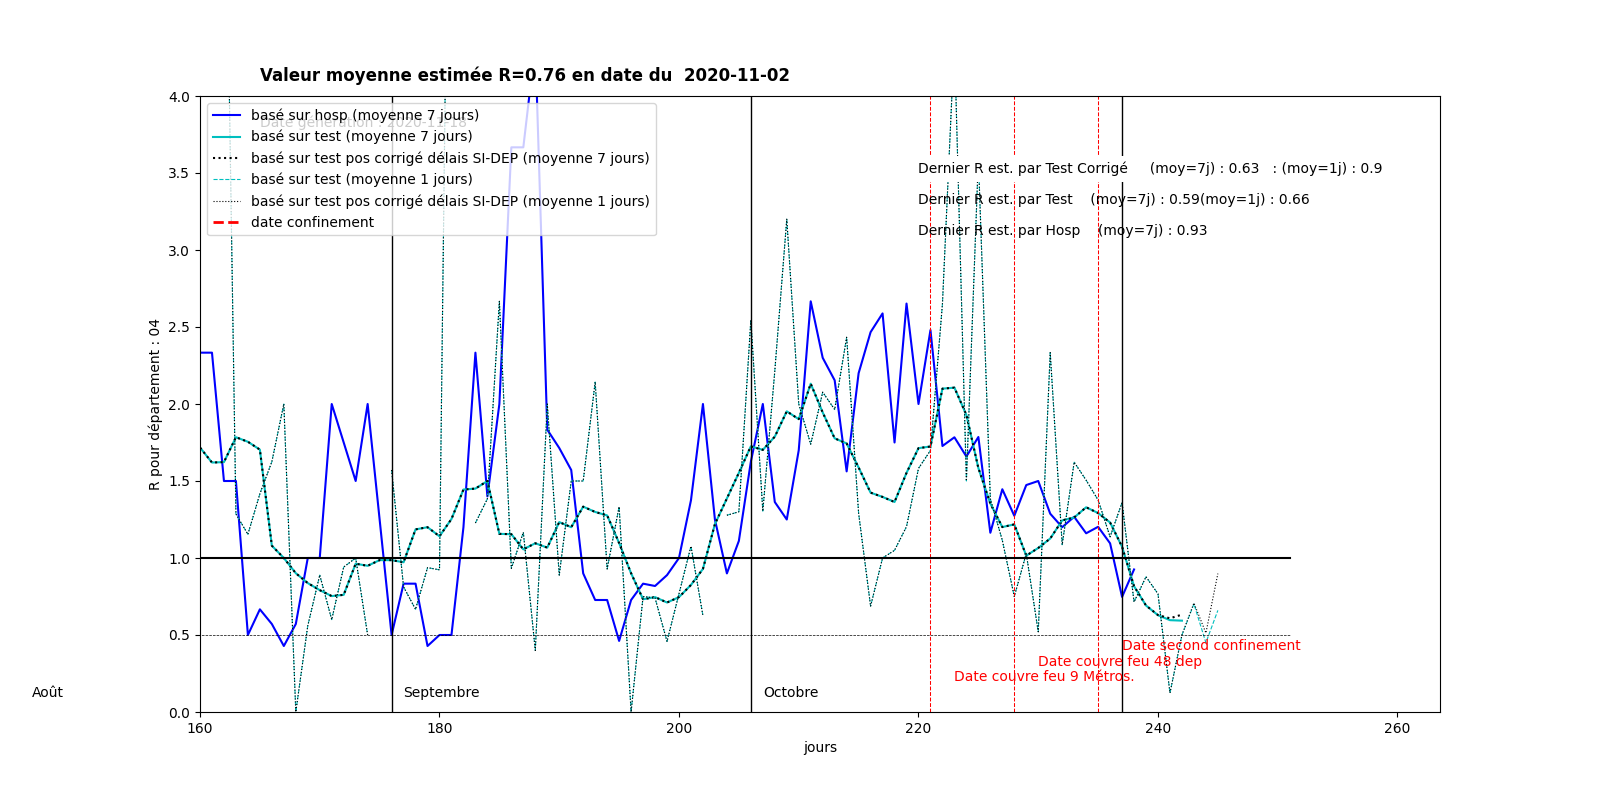 Valeur moyenne estimée R=0.76 en date du  2020-11-02
Date génération : 2020-11-18
basé sur hosp (moyenne 7 jours)
basé sur test (moyenne 7 jours)
basé sur test pos corrigé délais SI-DEP (moyenne 7 jours)
basé sur test (moyenne 1 jours)
basé sur test pos corrigé délais SI-DEP (moyenne 1 jours)
date confinement
Dernier R est. par Test Corrigé     (moy=7j) : 0.63   : (moy=1j) : 0.9
Dernier R est. par Test    (moy=7j) : 0.59(moy=1j) : 0.66
Dernier R est. par Hosp    (moy=7j) : 0.93
4.0
3.5
3.0
2.5
2.0
1.5
1.0
0.5
0.0
R pour département : 04
Date second confinement
Date couvre feu 48 dep
Date couvre feu 9 Métros.
Août
Septembre
Octobre
160
180
200
220
240
260
jours